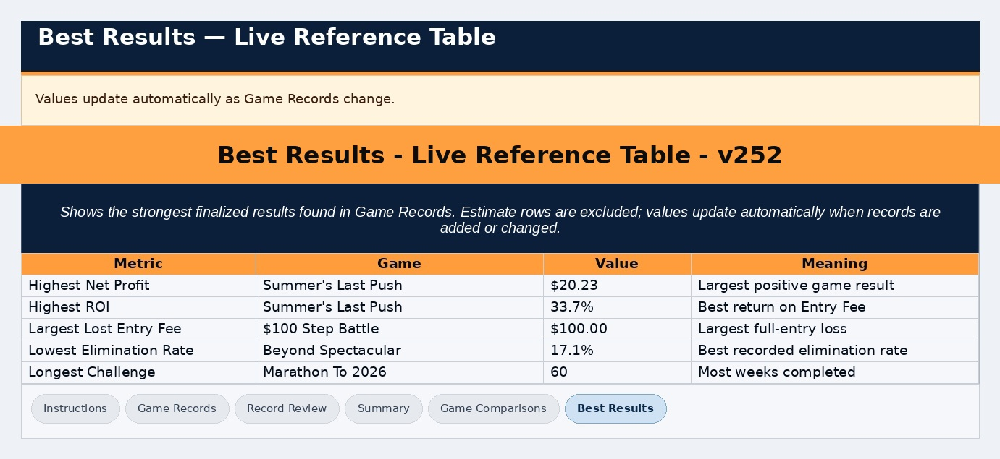 Best Results — Live Reference Table
Values update automatically as Game Records change.
Best Results - Live Reference Table - v252
Shows the strongest finalized results found in Game Records. Estimate rows are excluded; values update automatically when records are
added or changed.
Metric Game Value Meaning
Highest Net Profit Summer's Last Push $20.23 Largest positive game result
Highest ROI Summer's Last Push 33.7% Best return on Entry Fee
Largest Lost Entry Fee $100 Step Battle $100.00 Largest full-entry loss
Lowest Elimination Rate Beyond Spectacular 17.1% Best recorded elimination rate
Longest Challenge Marathon To 2026 60 Most weeks completed
Instructions Game Records Record Review Summary Game Comparisons Best Results